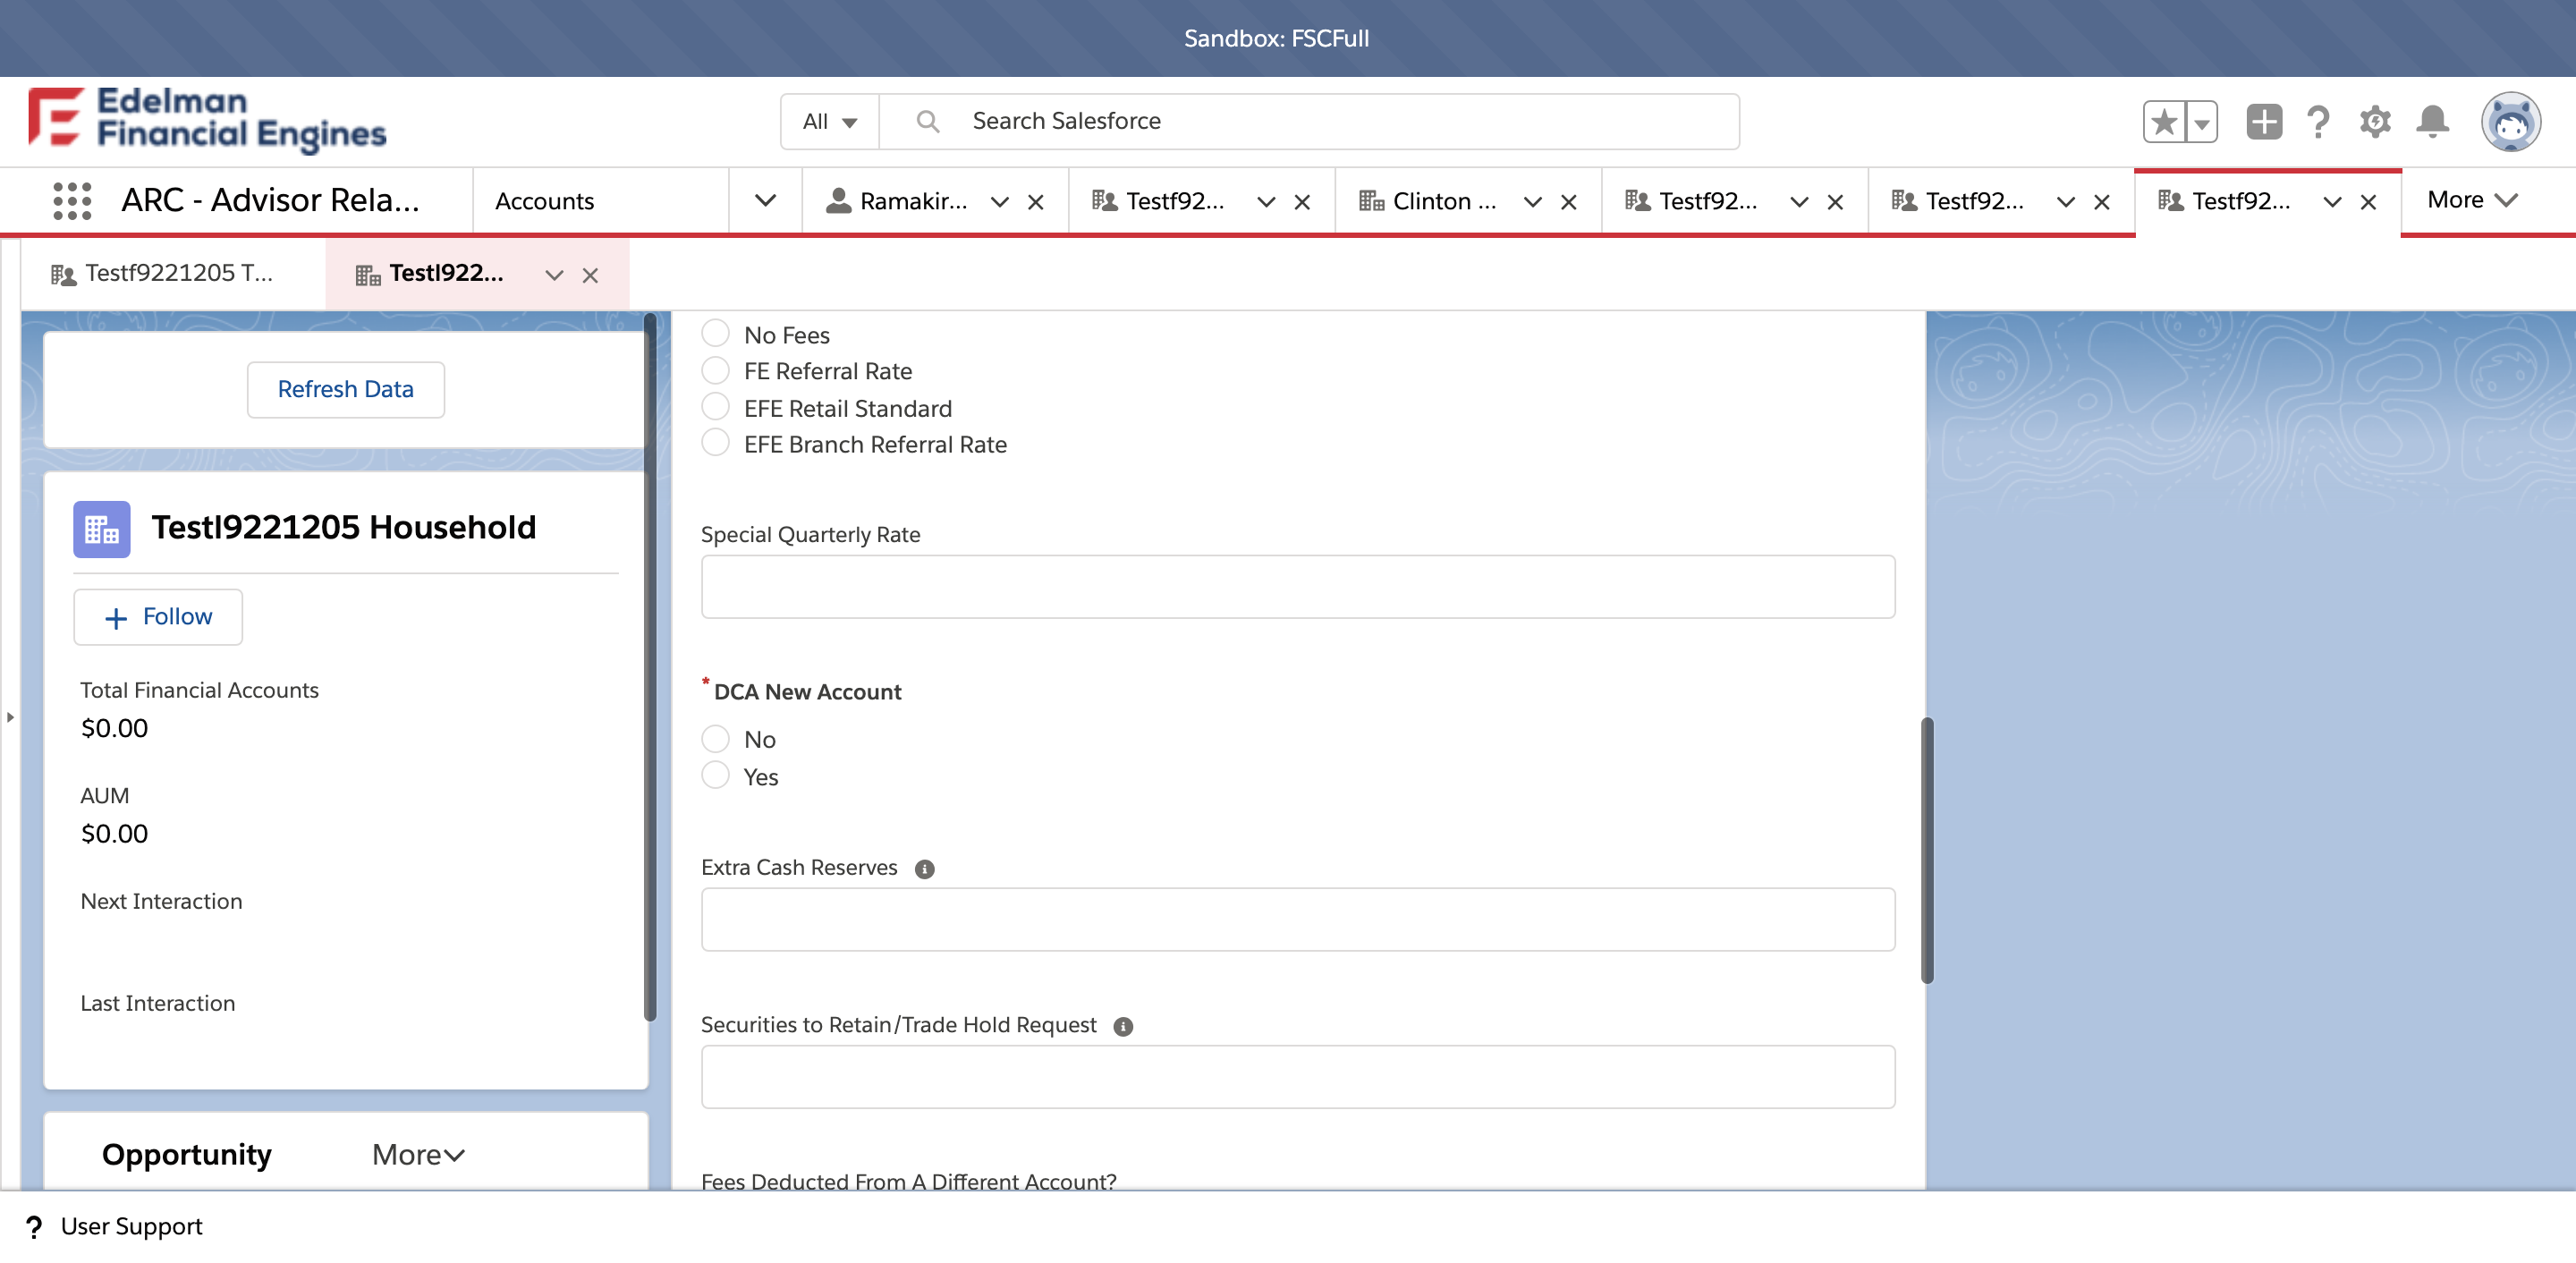 Sandbox: FSCFull
Edelman
Financial Engines
All
Search Salesforce
ARC - Advisor Rela...
Accounts
Ramakir...
Testf92...
Clinton ...
Testf92...
Testf92...
Testf92...
More
Testf9221205 T...
Testl922...
Refresh Data
Testl9221205 Household
Follow
Total Financial Accounts
$0.00
AUM
$0.00
Next Interaction
Last Interaction
Opportunity
More
No Fees
FE Referral Rate
EFE Retail Standard
EFE Branch Referral Rate
Special Quarterly Rate
* DCA New Account
No
Yes
Extra Cash Reserves
Securities to Retain/Trade Hold Request
Fees Deducted From A Different Account?
? User Support